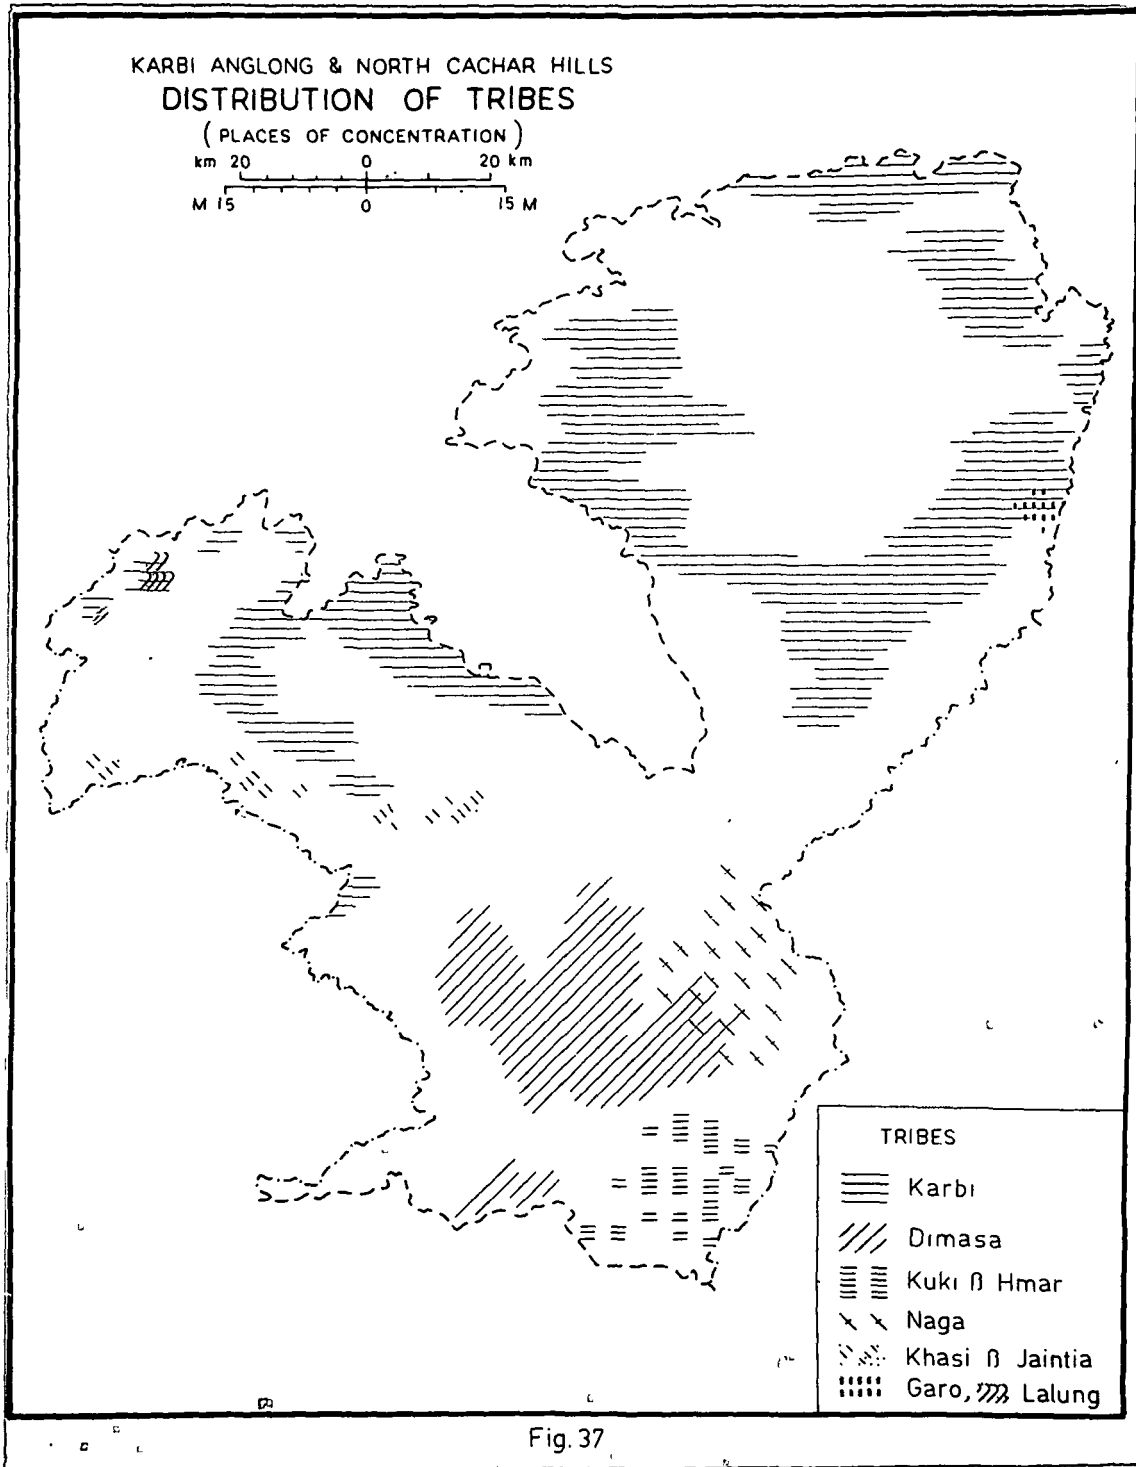 KARBI ANGLONG & NORTH CACHAR HILLS
DISTRIBUTION OF TRIBES
(PLACES OF CONCENTRATION)
km 20 0 20 km
M 15 0 15 M
TRIBES
Karbi
Dimasa
Kuki & Hmar
Naga
Khasi & Jaintia
Garo, Lalung
Fig. 37